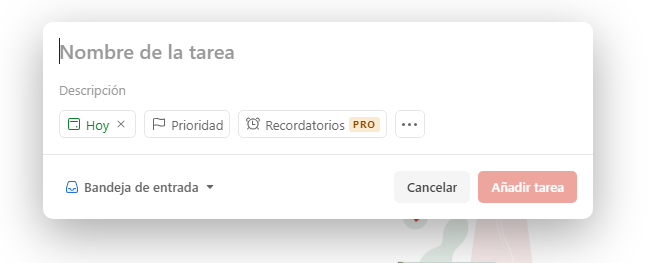 Nombre de la tarea
Descripción
Hoy Prioridad Recordatorios PRO
Bandeja de entrada Cancelar Añadir tarea